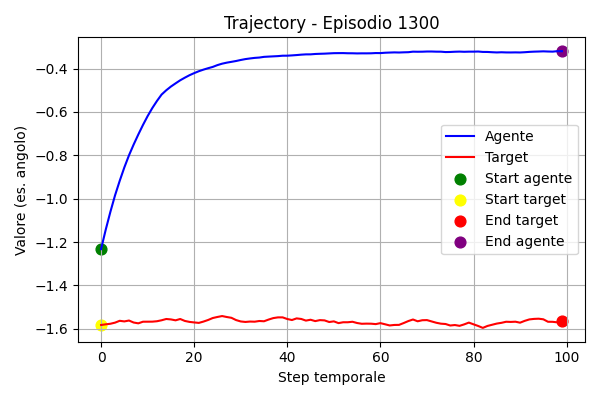 Trajectory - Episodio 1300
Valore (es. angolo)
−0.4
−0.6
−0.8
−1.0
−1.2
−1.4
−1.6
Agente
Target
Start agente
Start target
End target
End agente
0 20 40 60 80 100
Step temporale